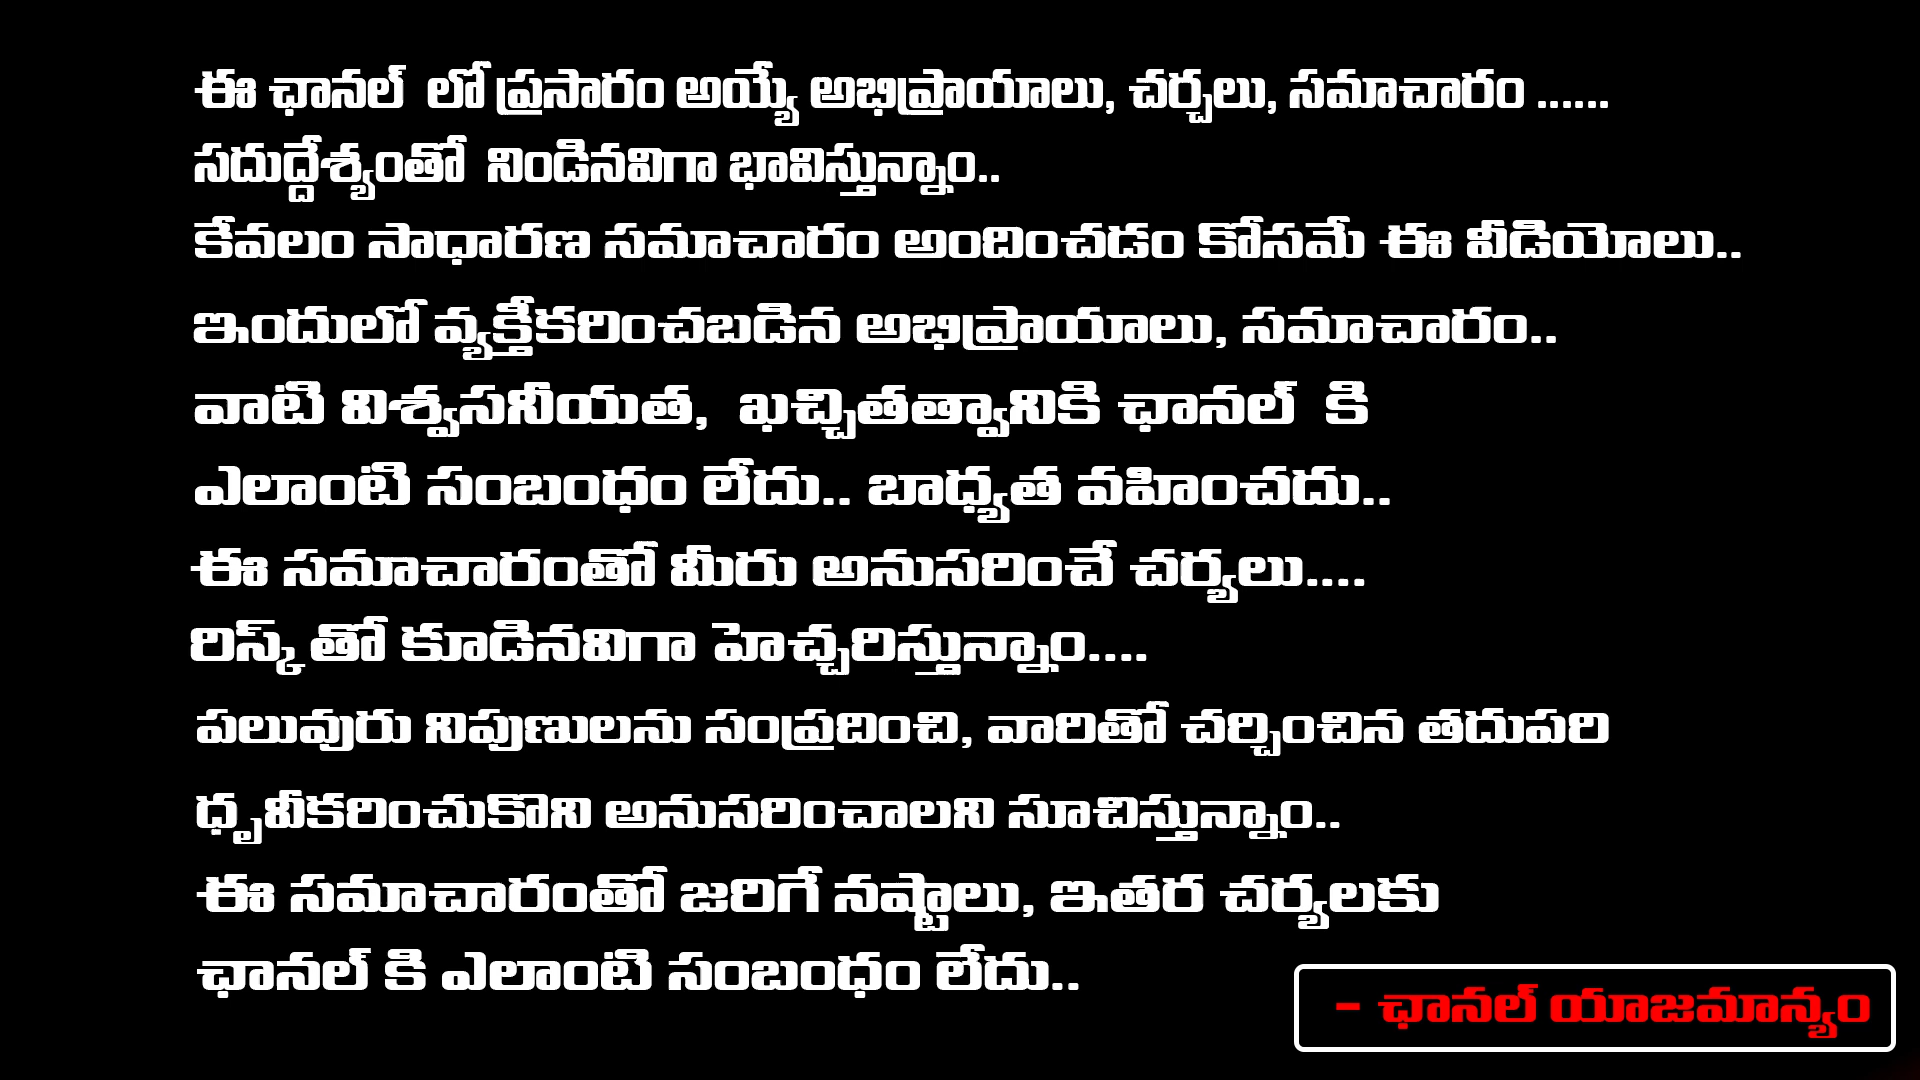 ఈ ఛానల్ లో ప్రసారం అయ్యే అభిప్రాయాలు, చర్చలు, సమాచారం ......
సదుద్దేశ్యంతో నిండినవిగా భావిస్తున్నాం..
కేవలం సాధారణ సమాచారం అందించడం కోసమే ఈ వీడియోలు..
ఇందులో వ్యక్తీకరించబడిన అభిప్రాయాలు, సమాచారం..
వాటి విశ్వసనీయత, ఖచ్చితత్వానికి ఛానల్ కి
ఎలాంటి సంబంధం లేదు.. బాధ్యత వహించదు..
ఈ సమాచారంతో మీరు అనుసరించే చర్యలు....
రిస్క్ తో కూడినవిగా హెచ్చరిస్తున్నాం....
పలువురు నిపుణులను సంప్రదించి, వారితో చర్చించిన తదుపరి
ధృవీకరించుకొని అనుసరించాలని సూచిస్తున్నాం..
ఈ సమాచారంతో జరిగే నష్టాలు, ఇతర చర్యలకు
ఛానల్ కి ఎలాంటి సంబంధం లేదు..
- ఛానల్ యాజమాన్యం